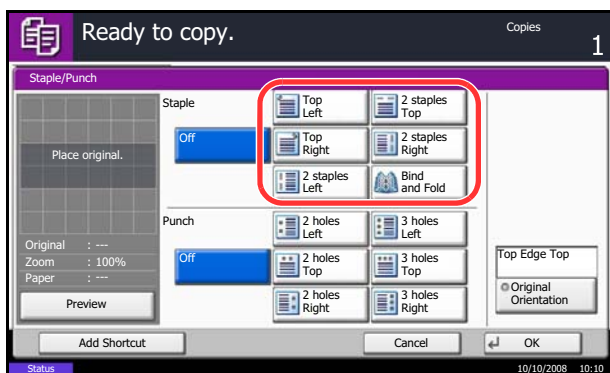 Ready to copy.
Copies
1
Staple/Punch
Place original.
Original : ---
Zoom : 100%
Paper : ---
Preview
Staple
Off
Top
Left
2 staples
Top
Top
Right
2 staples
Right
2 staples
Left
Bind
and Fold
Punch
Off
2 holes
Left
3 holes
Left
2 holes
Top
3 holes
Top
2 holes
Right
3 holes
Right
Top Edge Top
Original
Orientation
Add Shortcut
Cancel
OK
Status
10/10/2008 10:10